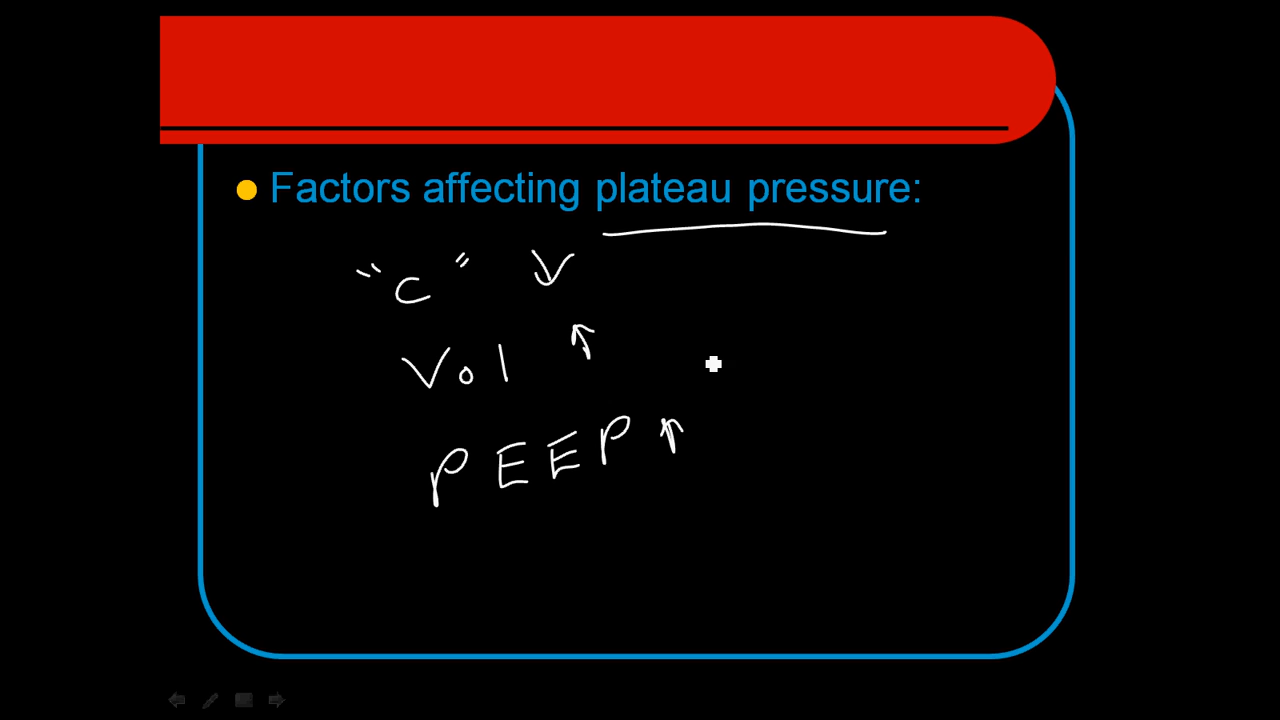 Factors affecting plateau pressure:
"c" ↓
Vol ↑
PEEP ↑